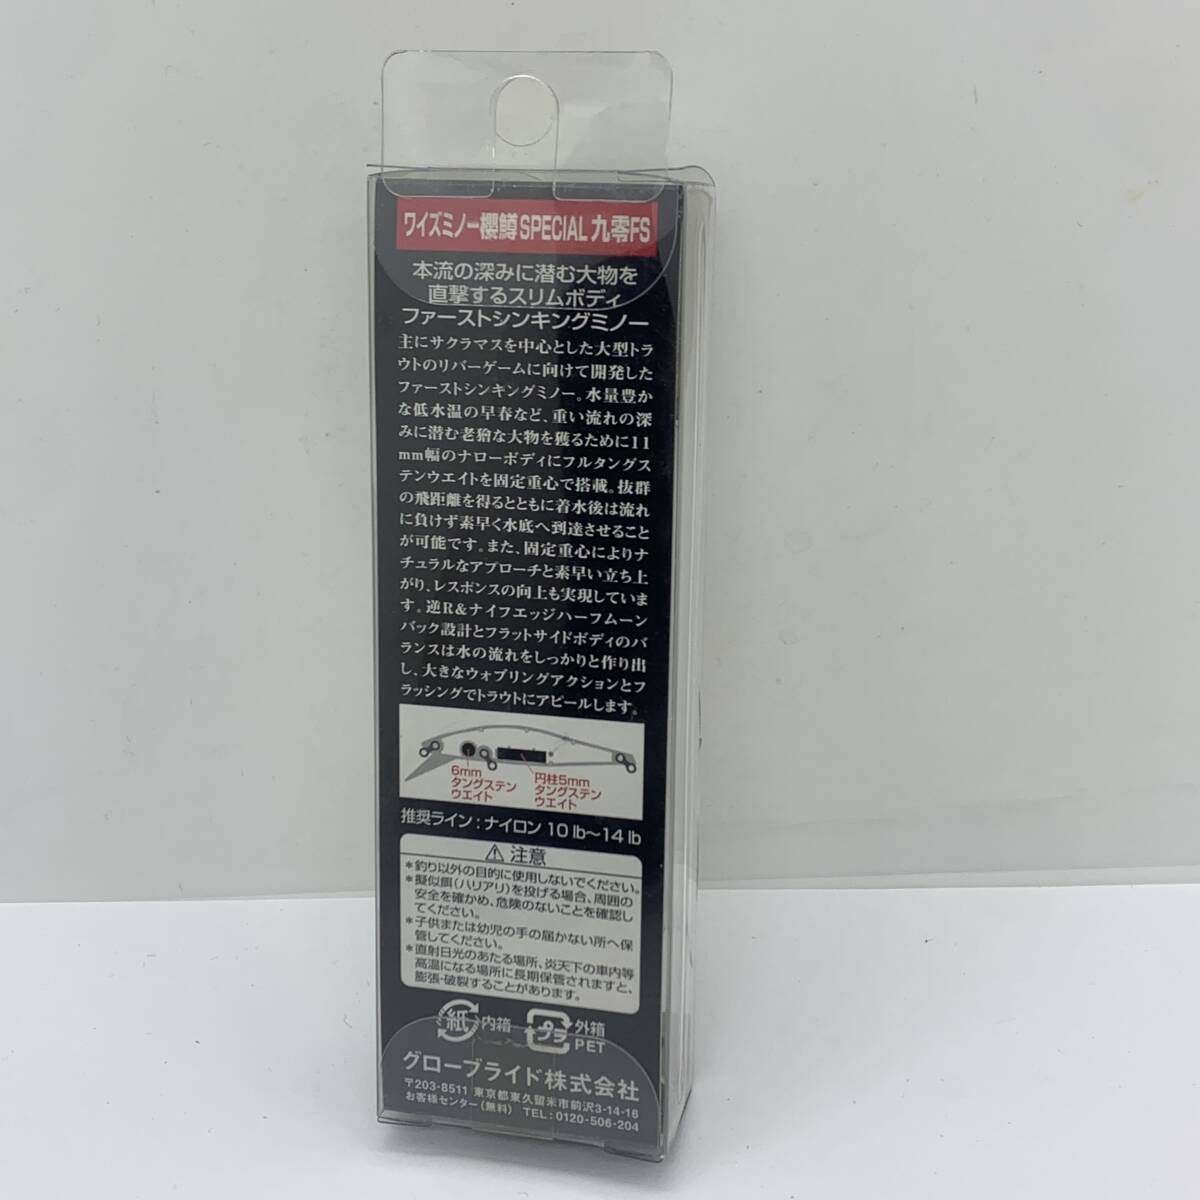 ワイズミノー櫻鱒SPECIAL 九零FS
本流の深みに潜む大物を
直撃するスリムボディ
ファーストシンキングミノー
主にサクラマスを中心とした大型トラ
ウトのリバーゲームに向けて開発した
ファーストシンキングミノー。水量豊か
な低水温の早春など、重い流れの深
みに潜む老獪な大物を獲るために11
mm幅のナローボディにフルタングス
テンウエイトを固定重心で搭載。抜群
の飛距離を得るとともに着水後は流れ
に負けず素早く水底へ到達させること
が可能です。また、固定重心によりナ
チュラルなアプローチと素早い立ち上
がり、レスポンスの向上も実現していま
す。逆R&ナイフエッジハーフムーン
バック設計とフラットサイドボディのバ
ランスは水の流れをしっかりと作り出
し、大きなウォブリングアクションとフ
ラッシングでトラウトにアピールします。
6mm
タングステン
ウエイト
円柱5mm
タングステン
ウエイト
推奨ライン:ナイロン 10 lb〜14 lb
⚠ 注意
*釣り以外の目的に使用しないでください。
*擬似餌(ハリアリ)を投げる場合、周囲の
安全を確かめ、危険のないことを確認し
てください。
*子供または幼児の手の届かない所へ保
管してください。
*直射日光のあたる場所、炎天下の車内等
高温になる場所に長期保管されますと、
膨張・破裂することがあります。
紙 内箱 プラ 外箱
PET
グローブライド株式会社
〒203-8511 東京都東久留米市前沢3-14-16
お客様センター(無料) TEL:0120-506-204